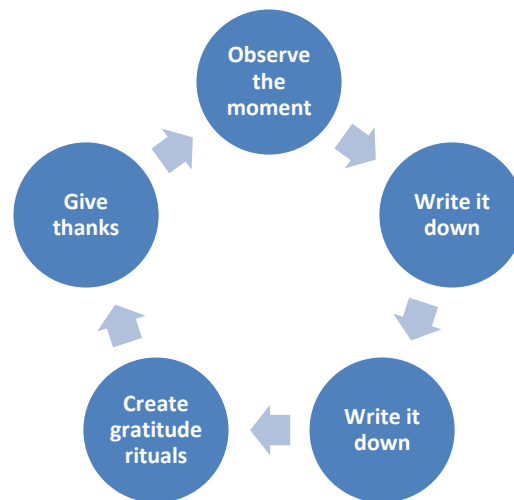 Observe
the
moment
Write it
down
Write it
down
Create
gratitude
rituals
Give
thanks